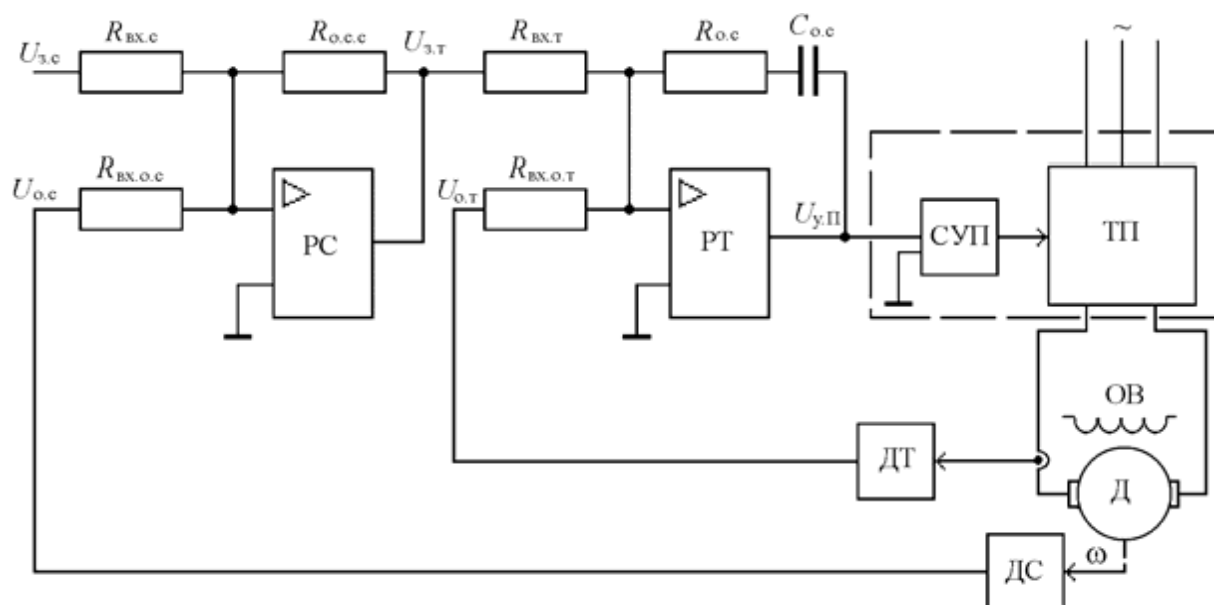 Rвх.с
Rо.с.с
Uз.т
Rвх.т
Rо.с
Cо.с
~
Uз.с
Rвх.о.с
Uо.с
Rвх.о.т
Uо.т
Uу.П
РС
РТ
СУП
ТП
ОВ
ДТ
Д
ДС
ω